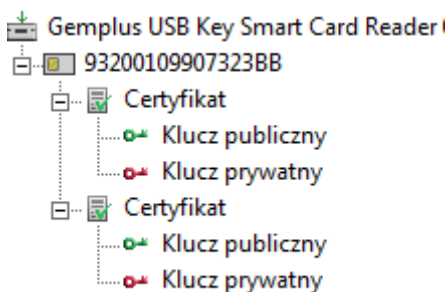 Gemplus USB Key Smart Card Reader
93200109907323BB
Certyfikat
Klucz publiczny
Klucz prywatny
Certyfikat
Klucz publiczny
Klucz prywatny